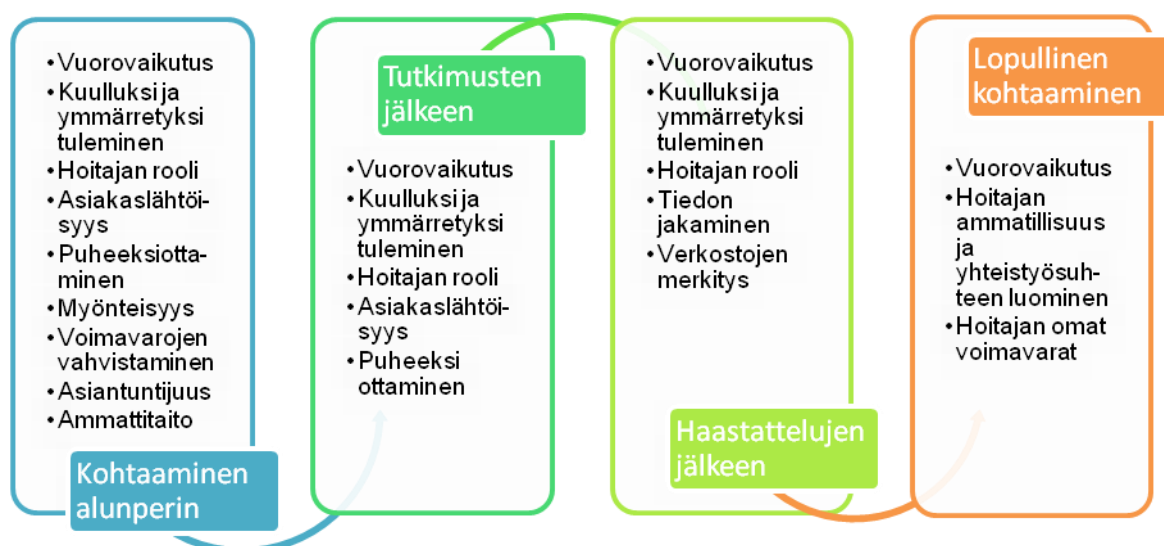 • Vuorovaikutus
• Kuulluksi ja
ymmärretyksi
tuleminen
• Hoitajan rooli
• Asiakaslähtöi-
syys
• Puheeksiotta-
minen
• Myönteisyys
• Voimavarojen
vahvistaminen
• Asiantuntijuus
• Ammattitaito
Kohtaaminen
alunperin
Tutkimusten
jälkeen
• Vuorovaikutus
• Kuulluksi ja
ymmärretyksi
tuleminen
• Hoitajan rooli
• Asiakaslähtöi-
syys
• Puheeksi
ottaminen
• Vuorovaikutus
• Kuulluksi ja
ymmärretyksi
tuleminen
• Hoitajan rooli
• Tiedon
jakaminen
• Verkostojen
merkitys
Haastattelujen
jälkeen
Lopullinen
kohtaaminen
• Vuorovaikutus
• Hoitajan
ammatillisuus
ja
yhteistyösuh-
teen luominen
• Hoitajan omat
voimavarat